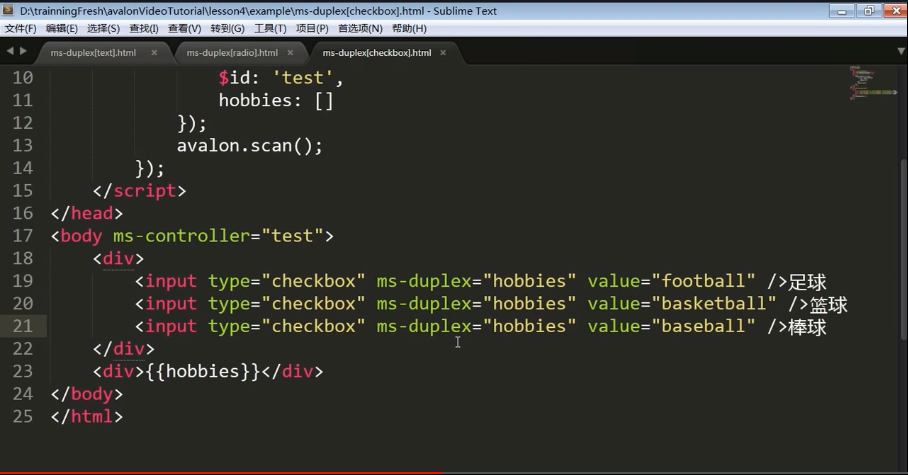 D:\trainningFresh\avalonVideoTutorial\lesson4\example\ms-duplex[checkbox].html - Sublime Text
文件(F) 编辑(E) 选择(S) 查找(I) 查看(V) 转到(G) 工具(T) 项目(P) 首选项(N) 帮助(H)
ms-duplex[text].html × ms-duplex[radio].html × ms-duplex[checkbox].html ×
10 $id: 'test',
11 hobbies: []
12 });
13 avalon.scan();
14 });
15 </script>
16 </head>
17 <body ms-controller="test">
18 <div>
19 <input type="checkbox" ms-duplex="hobbies" value="football" />足球
20 <input type="checkbox" ms-duplex="hobbies" value="basketball" />篮球
21 <input type="checkbox" ms-duplex="hobbies" value="baseball" />棒球
22 </div>
23 <div>{{hobbies}}</div>
24 </body>
25 </html>